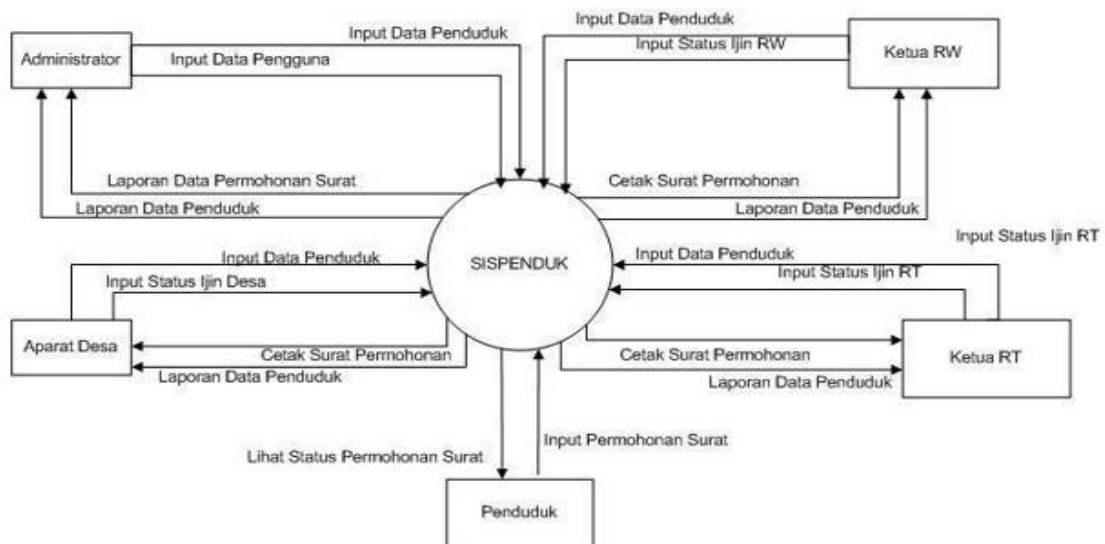 Input Data Penduduk
Input Data Penduduk
Administrator
Input Data Pengguna
Input Status Ijin RW
Ketua RW
Laporan Data Permohonan Surat
Cetak Surat Permohonan
Laporan Data Penduduk
Laporan Data Penduduk
Input Status Ijin RT
Input Data Penduduk
SISPENDUK
Input Data Penduduk
Input Status Ijin Desa
Input Status Ijin RT
Aparat Desa
Cetak Surat Permohonan
Cetak Surat Permohonan
Ketua RT
Laporan Data Penduduk
Laporan Data Penduduk
Input Permohonan Surat
Lihat Status Permohonan Surat
Penduduk